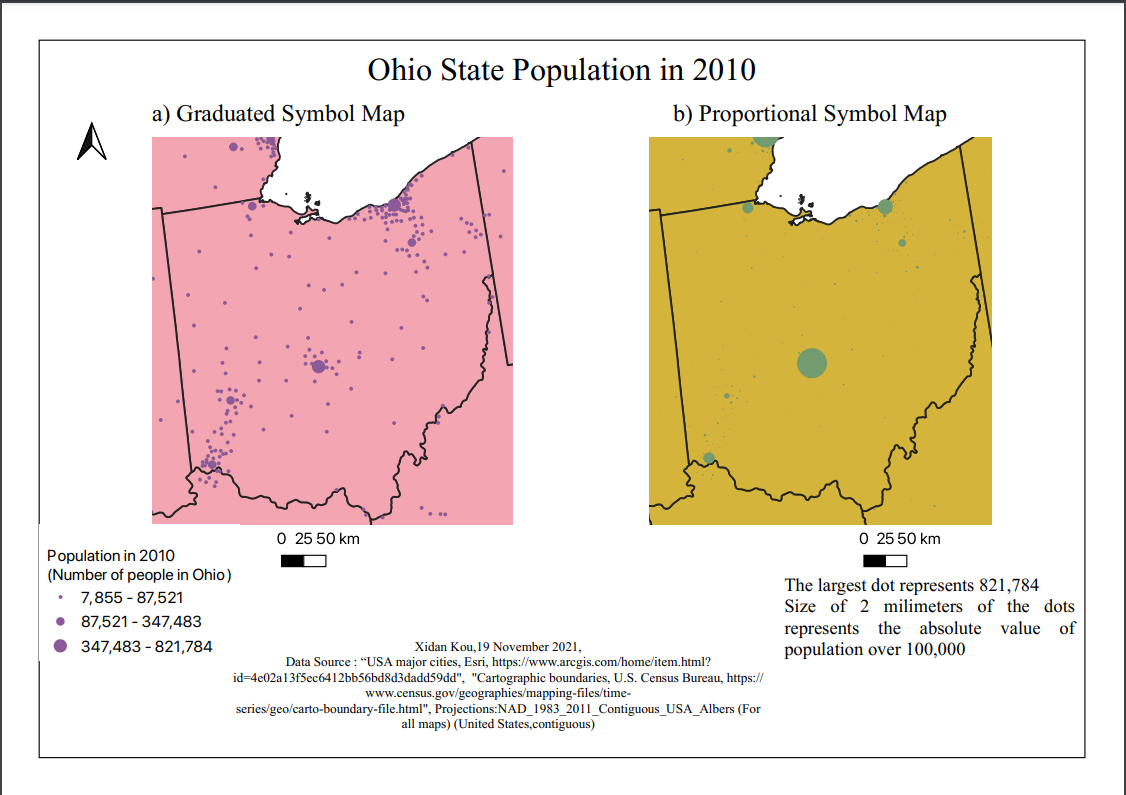 Ohio State Population in 2010
a) Graduated Symbol Map
b) Proportional Symbol Map
0 25 50 km
0 25 50 km
Population in 2010
(Number of people in Ohio)
7,855 - 87,521
87,521 - 347,483
347,483 - 821,784
The largest dot represents 821,784
Size of 2 milimeters of the dots
represents the absolute value of
population over 100,000
Xidan Kou,19 November 2021,
Data Source : “USA major cities, Esri, https://www.arcgis.com/home/item.html?
id=4e02a13f5ec6412bb56bd8d3dadd59dd", "Cartographic boundaries, U.S. Census Bureau, https://
www.census.gov/geographies/mapping-files/time-
series/geo/carto-boundary-file.html", Projections:NAD_1983_2011_Contiguous_USA_Albers (For
all maps) (United States,contiguous)